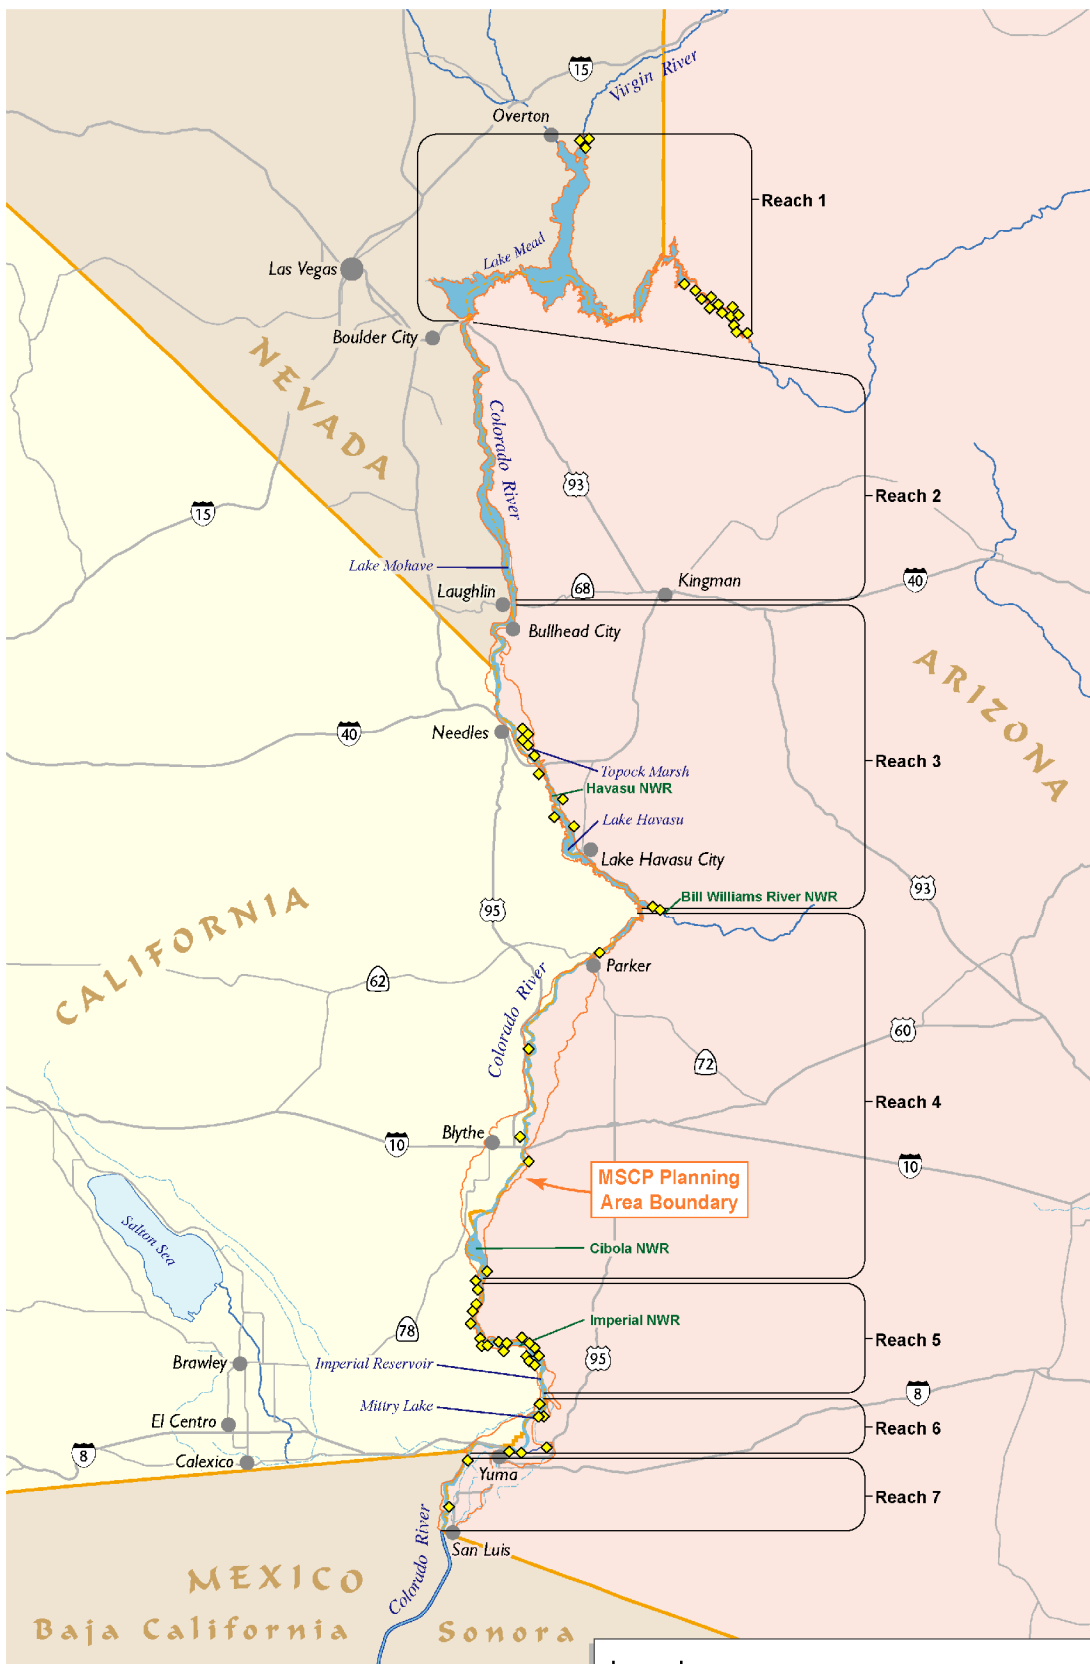 15
Virgin River
Overton
Reach 1
Lake Mead
Las Vegas
Boulder City
NEVADA
Colorado River
93
Reach 2
15
Lake Mohave
Laughlin
68
Kingman
40
Bullhead City
ARIZONA
Needles
40
Topock Marsh
Havasu NWR
Reach 3
Lake Havasu
Lake Havasu City
93
Bill Williams River NWR
95
CALIFORNIA
62
Parker
Colorado River
60
72
Reach 4
Blythe
10
10
MSCP Planning
Area Boundary
Salton Sea
Cibola NWR
78
Imperial NWR
Reach 5
95
Brawley
Imperial Reservoir
8
Mittry Lake
El Centro
Reach 6
8
Calexico
Yuma
Reach 7
San Luis
Colorado River
MEXICO
Baja California
Sonora